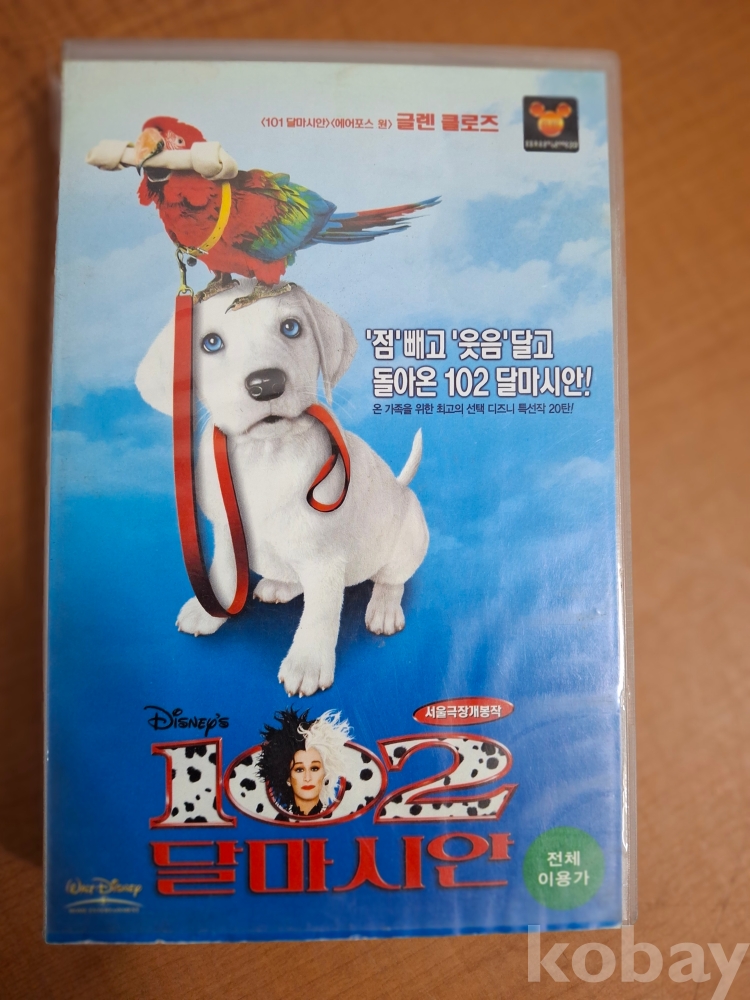 <101 달마시안><에어포스 원> 글렌 클로즈
'점'빼고 '웃음'달고
돌아온 102 달마시안!
온 가족을 위한 최고의 선택 디즈니 특선작 20탄!
DISNEY'S
서울극장개봉작
102
달마시안
WALT DISNEY
HOME ENTERTAINMENT
전체
이용가
kobay